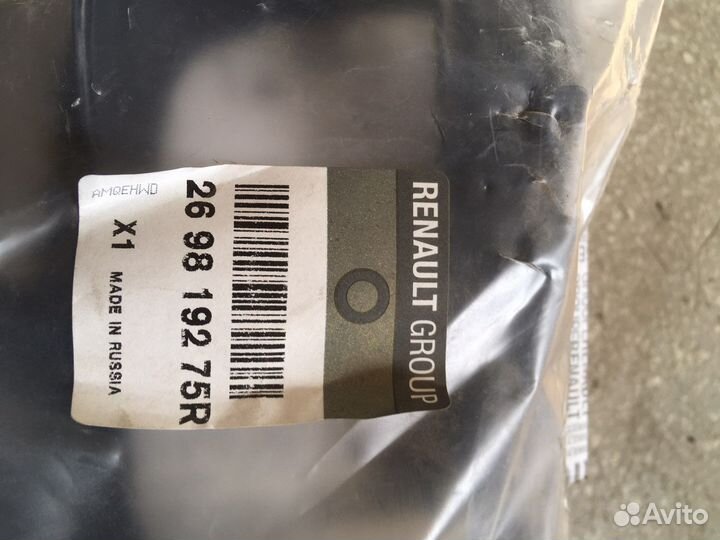 RENAULT GROUP
26 98 192 75R
AMQEHWD
X1 MADE IN RUSSIA
Avito